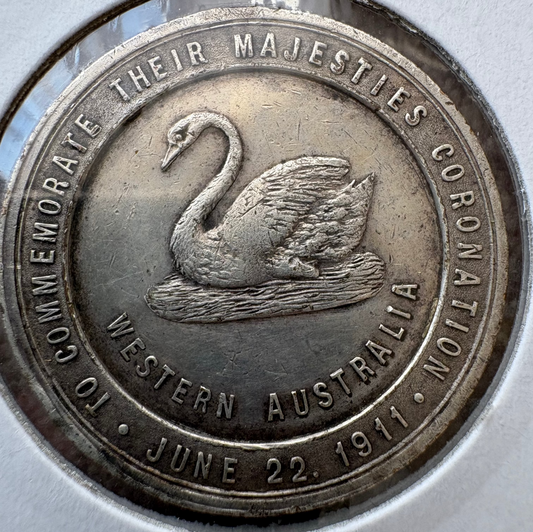 TO COMMEMORATE THEIR MAJESTIES CORONATION
• JUNE 22. 1911 •
WESTERN AUSTRALIA